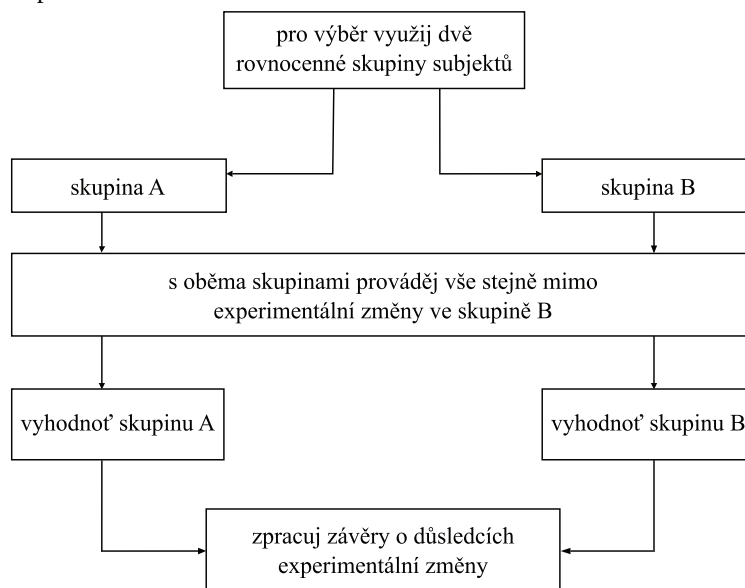 pro výběr využij dvě
rovnocenné skupiny subjektů
skupina A
skupina B
s oběma skupinami prováděj vše stejně mimo
experimentální změny ve skupině B
vyhodnoť skupinu A
vyhodnoť skupinu B
zpracuj závěry o důsledcích
experimentální změny